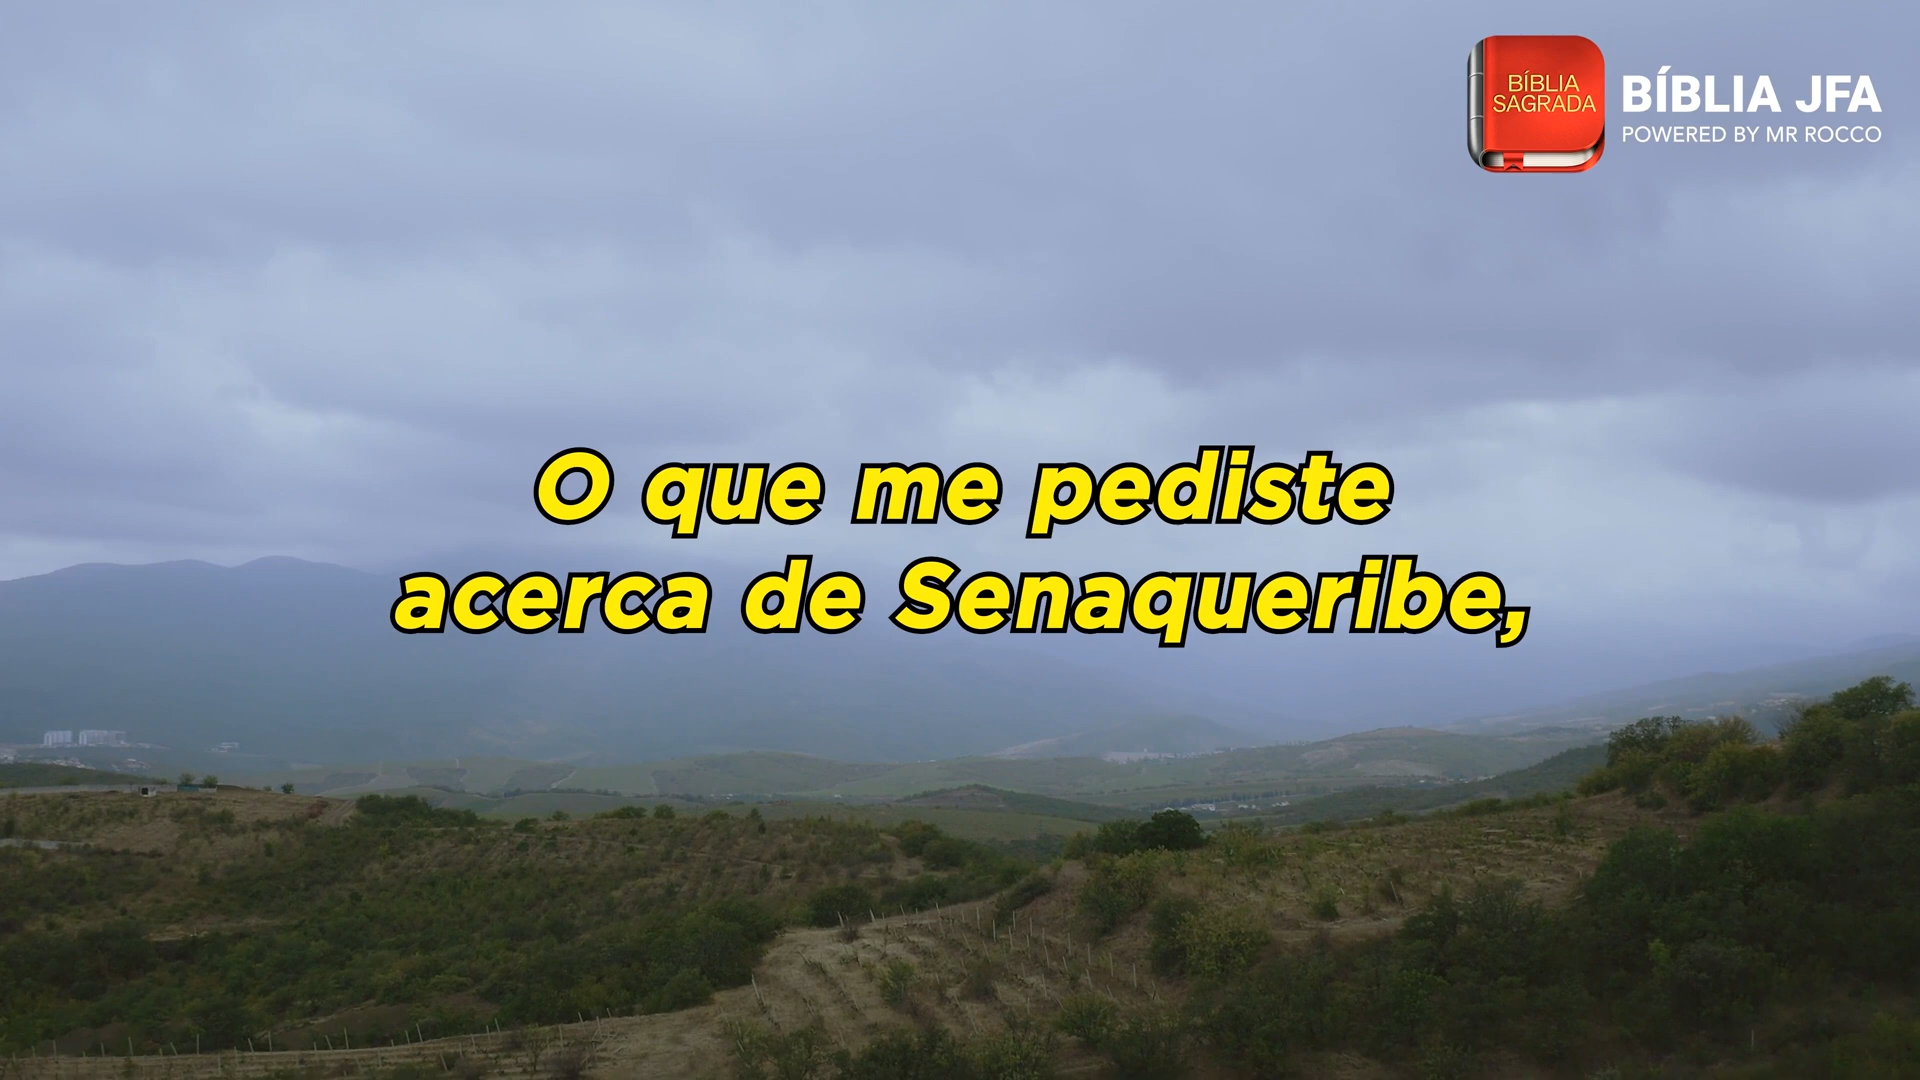 BÍBLIA
SAGRADA
BÍBLIA JFA
POWERED BY MR ROCCO
O que me pediste
acerca de Senaqueribe,